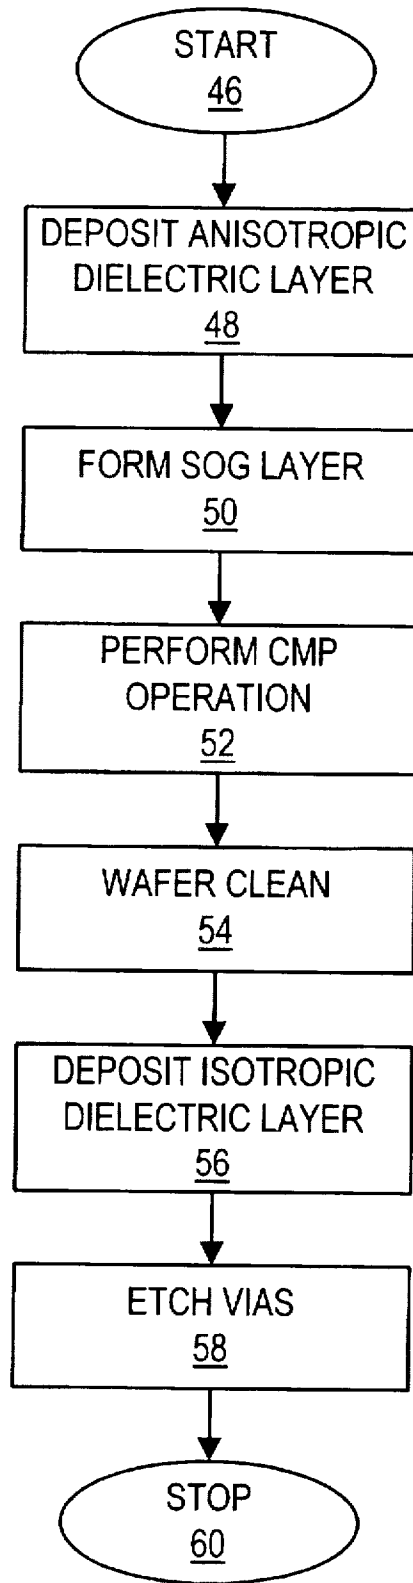 START
46
DEPOSIT ANISOTROPIC
DIELECTRIC LAYER
48
FORM SOG LAYER
50
PERFORM CMP
OPERATION
52
WAFER CLEAN
54
DEPOSIT ISOTROPIC
DIELECTRIC LAYER
56
ETCH VIAS
58
STOP
60